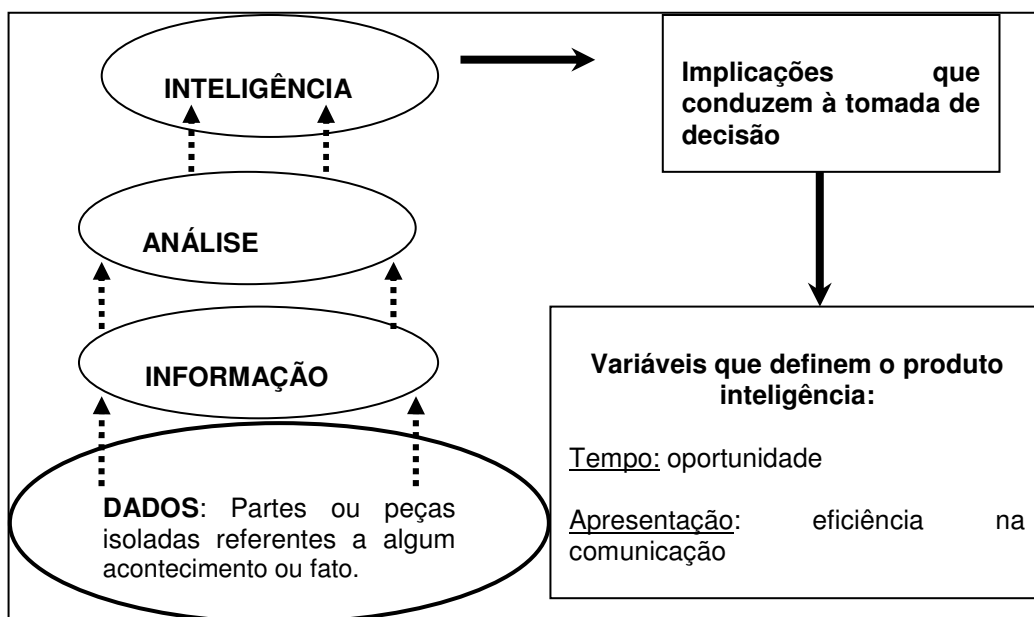 INTELIGÊNCIA
Implicações que
conduzem à tomada de
decisão
ANÁLISE
INFORMAÇÃO
DADOS: Partes ou peças
isoladas referentes a algum
acontecimento ou fato.
Variáveis que definem o produto
inteligência:
Tempo: oportunidade
Apresentação: eficiência na
comunicação